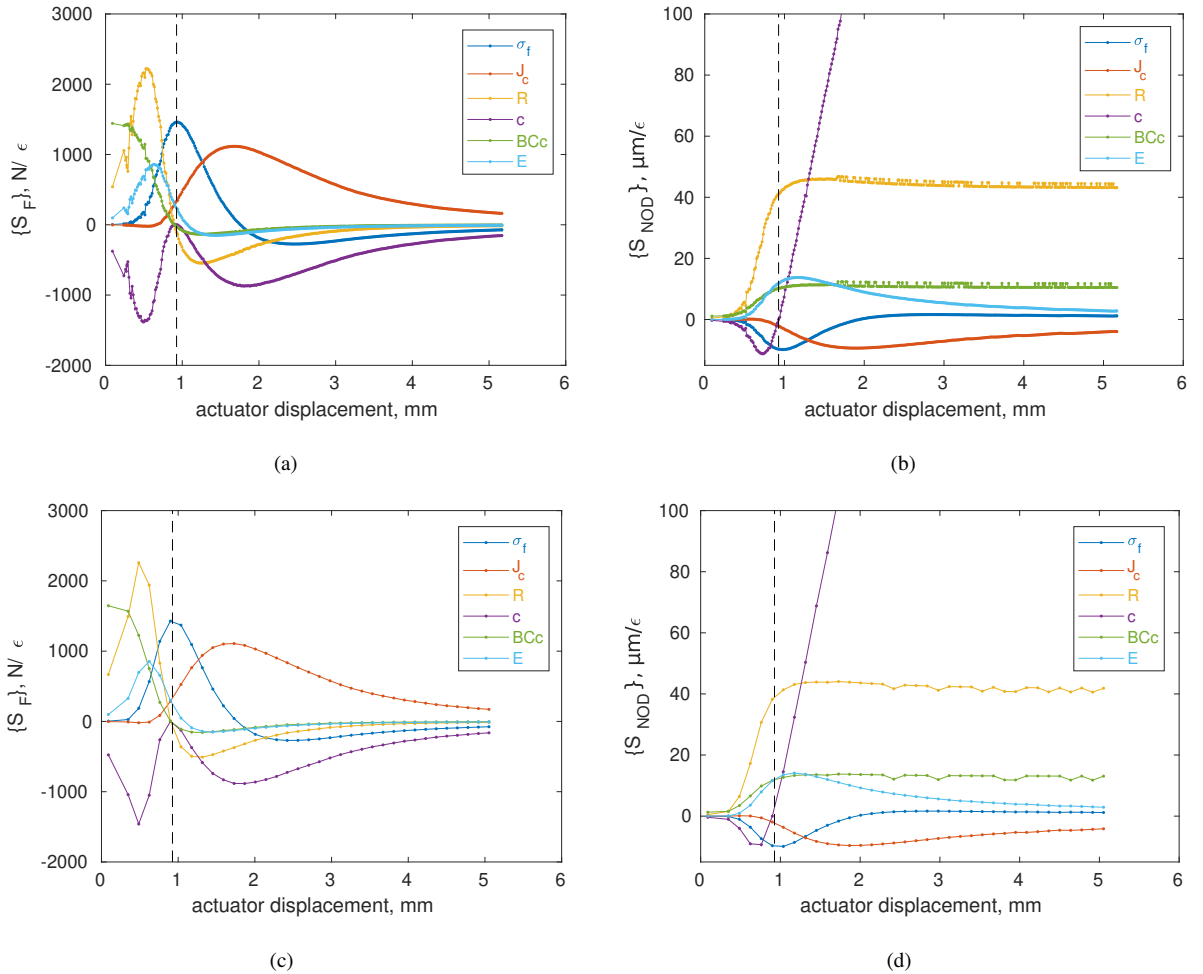 3000
2000
1000
0
-1000
-2000
{S_F}, N/ ε
0 1 2 3 4 5 6
actuator displacement, mm
σ_f
J_c
R
c
BCc
E
(a)
100
80
60
40
20
0
{S_NOD}, μm/ε
0 1 2 3 4 5 6
actuator displacement, mm
σ_f
J_c
R
c
BCc
E
(b)
3000
2000
1000
0
-1000
-2000
{S_F}, N/ ε
0 1 2 3 4 5 6
actuator displacement, mm
σ_f
J_c
R
c
BCc
E
(c)
100
80
60
40
20
0
{S_NOD}, μm/ε
0 1 2 3 4 5 6
actuator displacement, mm
σ_f
J_c
R
c
BCc
E
(d)